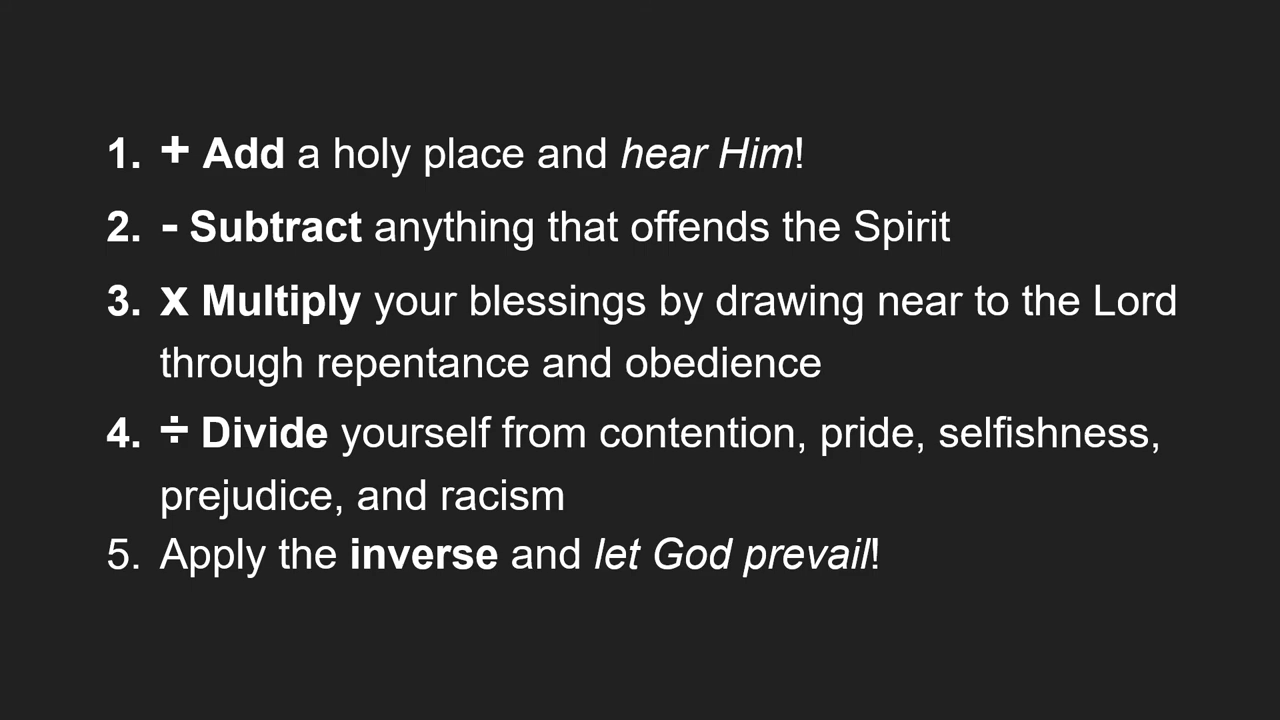 1. + Add a holy place and hear Him!
2. - Subtract anything that offends the Spirit
3. x Multiply your blessings by drawing near to the Lord
through repentance and obedience
4. ÷ Divide yourself from contention, pride, selfishness,
prejudice, and racism
5. Apply the inverse and let God prevail!